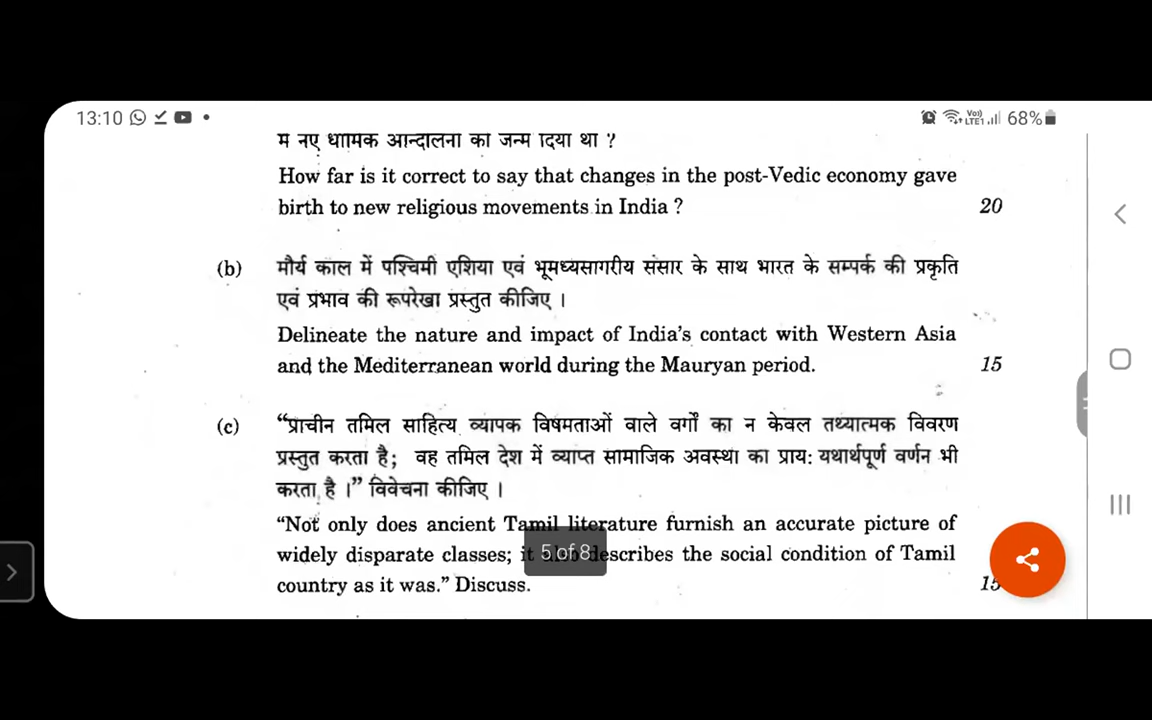 13:10
68%
में नए धार्मिक आन्दोलनों को जन्म दिया था ?
How far is it correct to say that changes in the post-Vedic economy gave
birth to new religious movements in India ?
20
(b) मौर्य काल में पश्चिमी एशिया एवं भूमध्यसागरीय संसार के साथ भारत के सम्पर्क की प्रकृति
एवं प्रभाव की रूपरेखा प्रस्तुत कीजिए ।
Delineate the nature and impact of India's contact with Western Asia
and the Mediterranean world during the Mauryan period.
15
(c) "प्राचीन तमिल साहित्य व्यापक विषमताओं वाले वर्गों का न केवल तथ्यात्मक विवरण
प्रस्तुत करता है; वह तमिल देश में व्याप्त सामाजिक अवस्था का प्राय: यथार्थपूर्ण वर्णन भी
करता है ।" विवेचना कीजिए ।
"Not only does ancient Tamil literature furnish an accurate picture of
widely disparate classes; describes the social condition of Tamil
5 of 8
country as it was." Discuss.
15